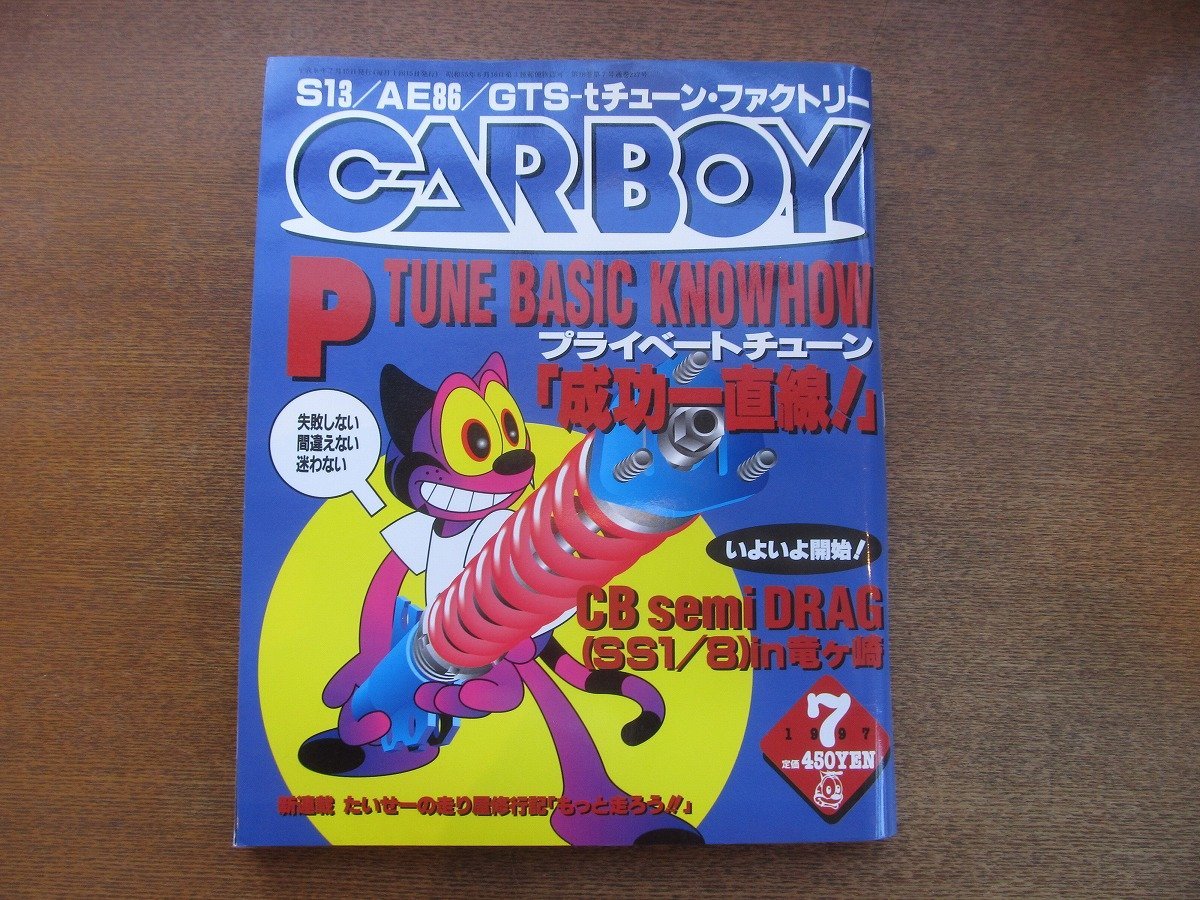 S13/AE86/GTS-tチューン・ファクトリー
CARBOY
P TUNE BASIC KNOWHOW
プライベートチューン
「成功一直線!」
失敗しない
間違えない
迷わない
いよいよ開始!
CB semi DRAG
(SS1/8)in竜ヶ崎
7
1997
定価450YEN
新連載 たいせーの走り屋修行記「もっと走ろう!!」